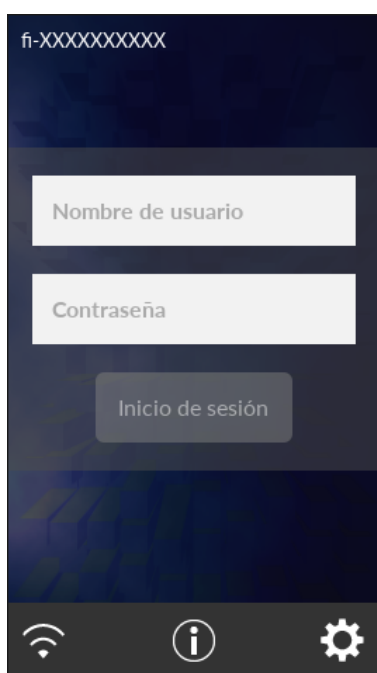 fi-XXXXXXXXXX
Nombre de usuario
Contraseña
Inicio de sesión